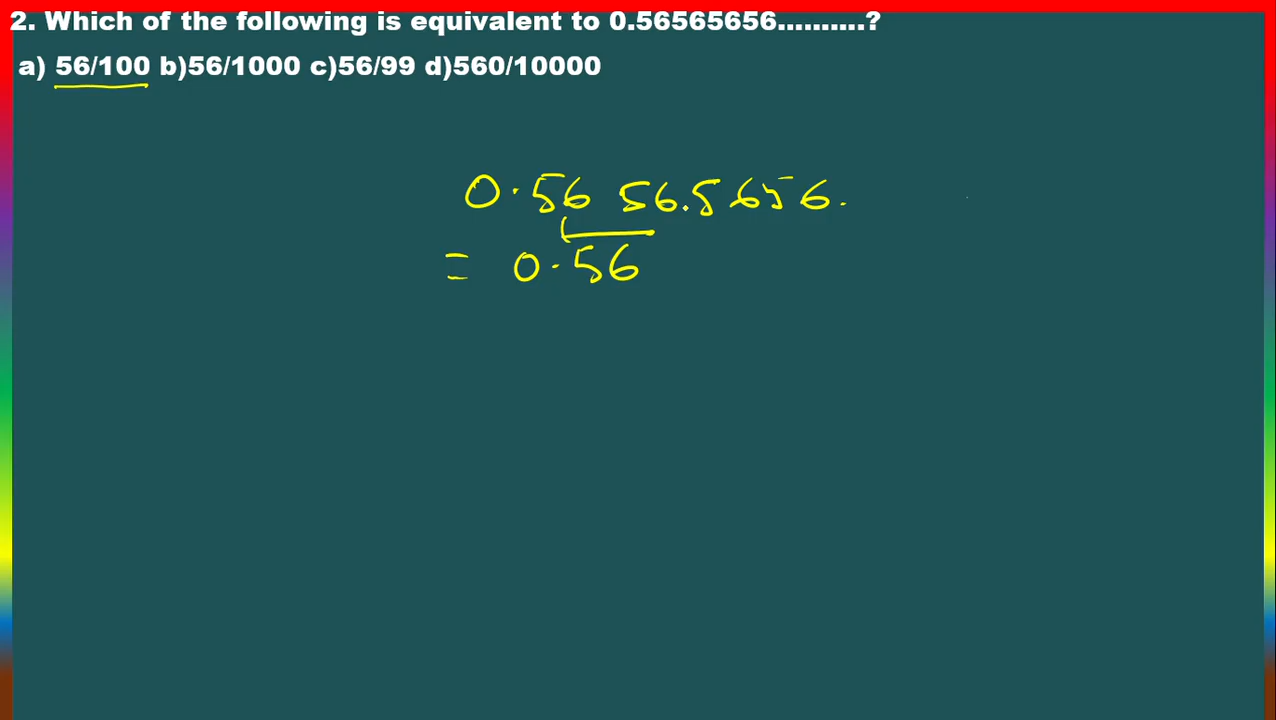 2. Which of the following is equivalent to 0.56565656..........?
a) 56/100 b)56/1000 c)56/99 d)560/10000
0.56 56.5656.
= 0.56